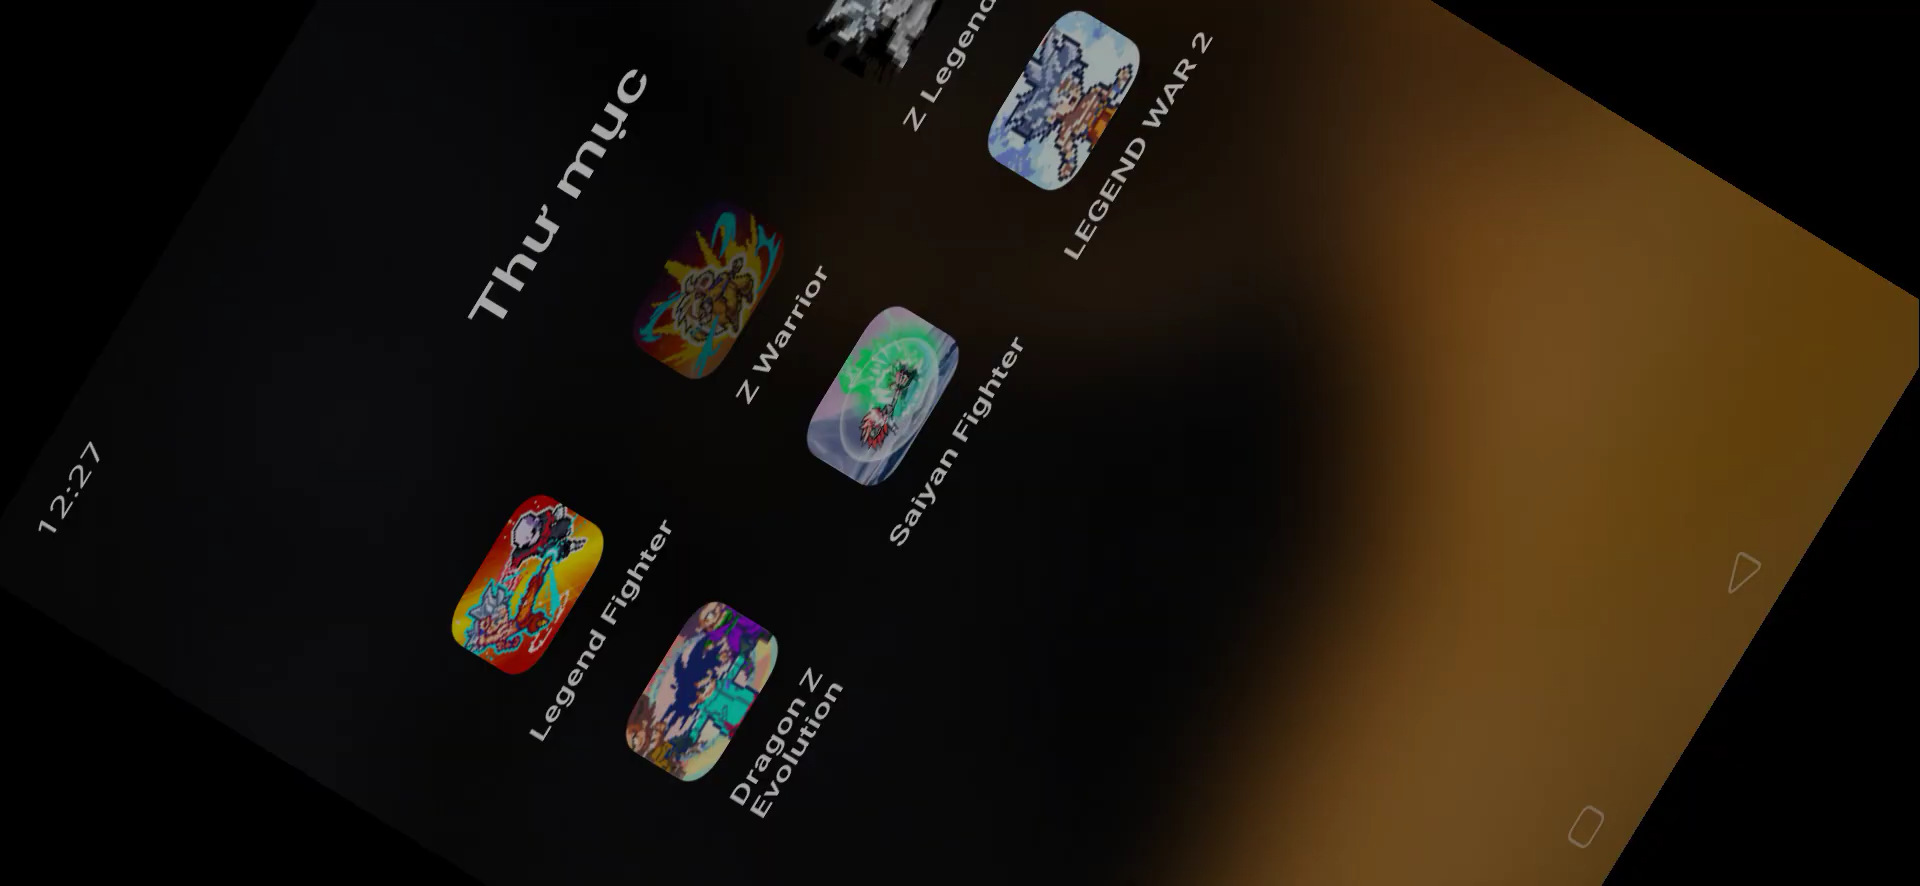 12:27
Thư mục
Legend Fighter
Z Warrior
Z Legend
Dragon Z
Evolution
Saiyan Fighter
LEGEND WAR 2